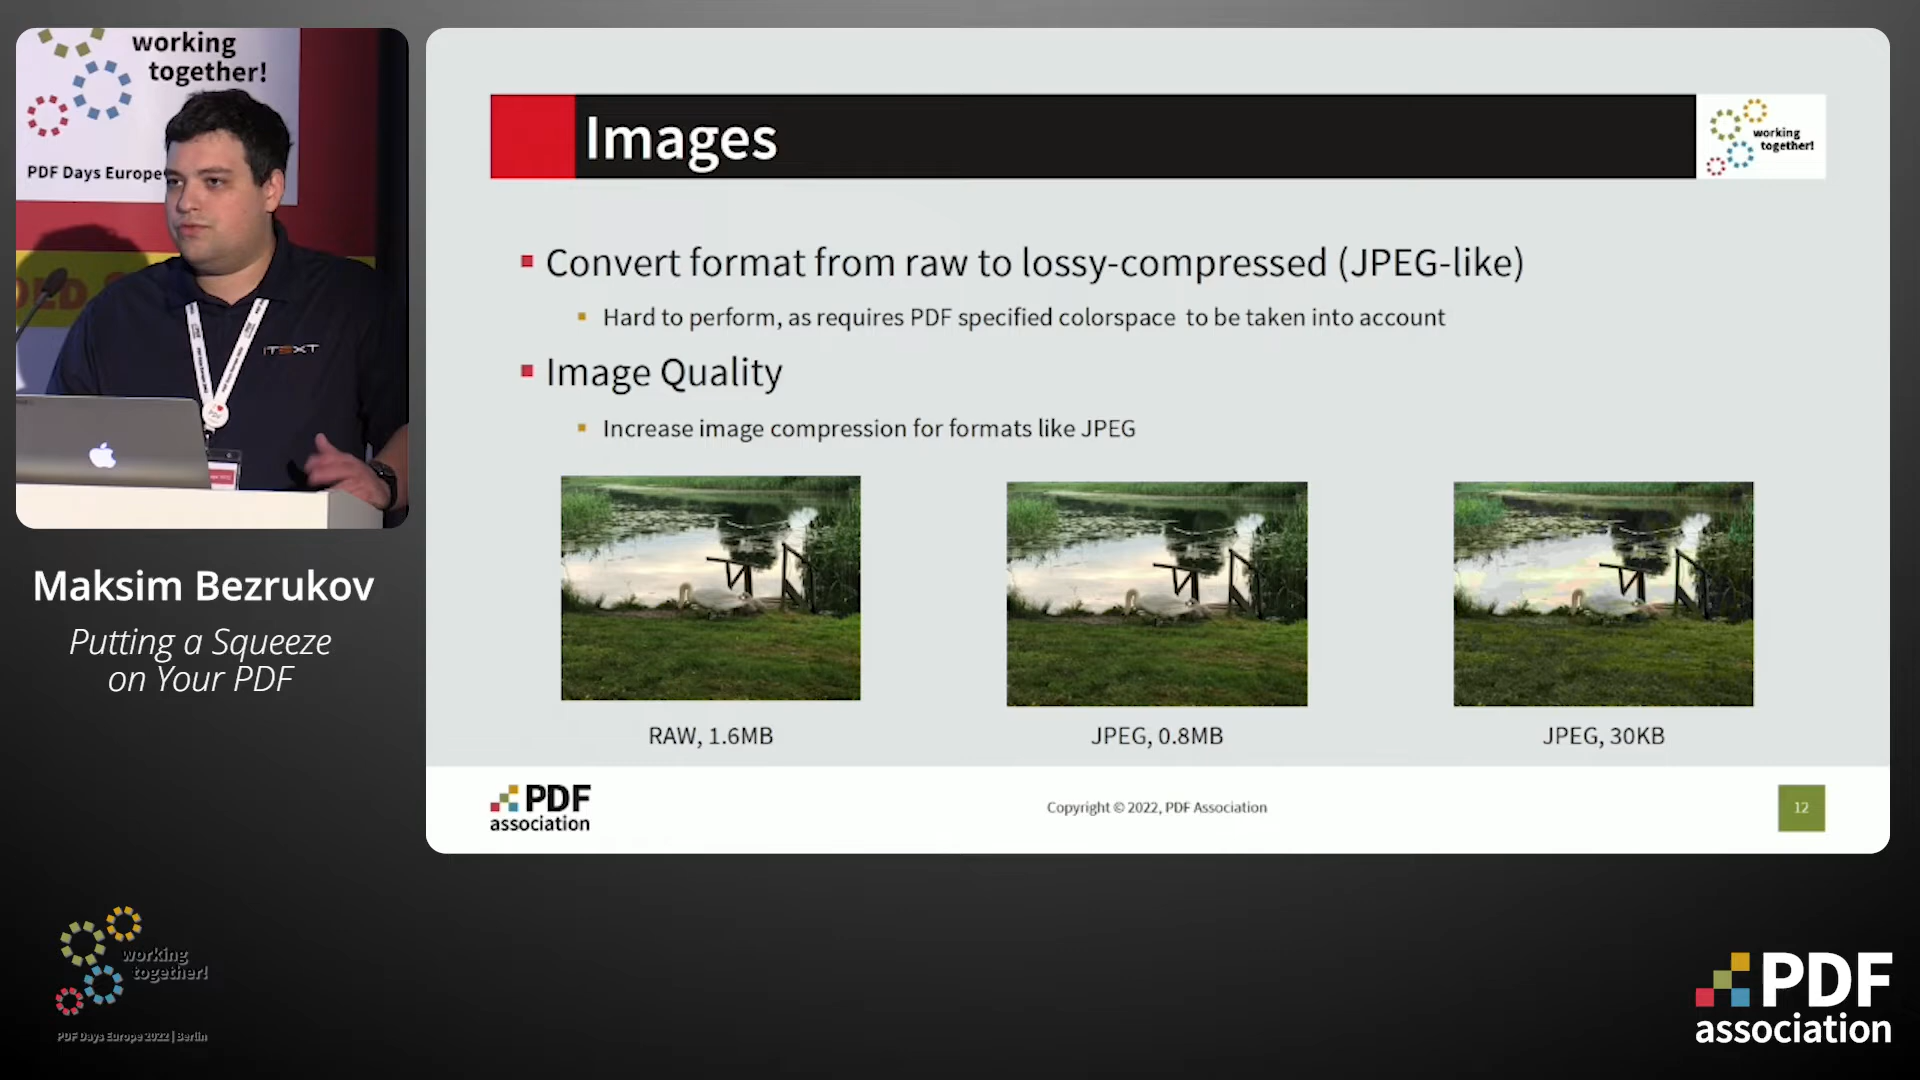 working
together!
PDF Days Europe
iTEXT
Maksim Bezrukov
Putting a Squeeze
on Your PDF
Images
working
together!
Convert format from raw to lossy-compressed (JPEG-like)
Hard to perform, as requires PDF specified colorspace to be taken into account
Image Quality
Increase image compression for formats like JPEG
RAW, 1.6MB
JPEG, 0.8MB
JPEG, 30KB
PDF
association
Copyright © 2022, PDF Association
12
working
together!
PDF Days Europe 2022 | Berlin
PDF
association